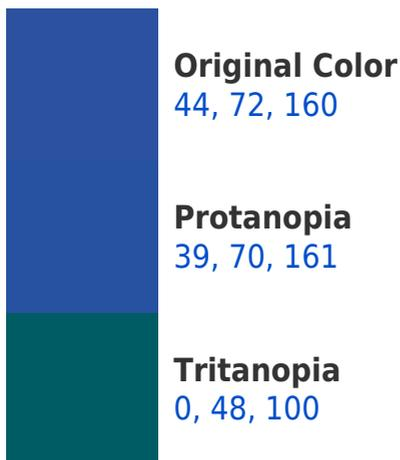 Original Color
44, 72, 160
Protanopia
39, 70, 161
Tritanopia
0, 48, 100